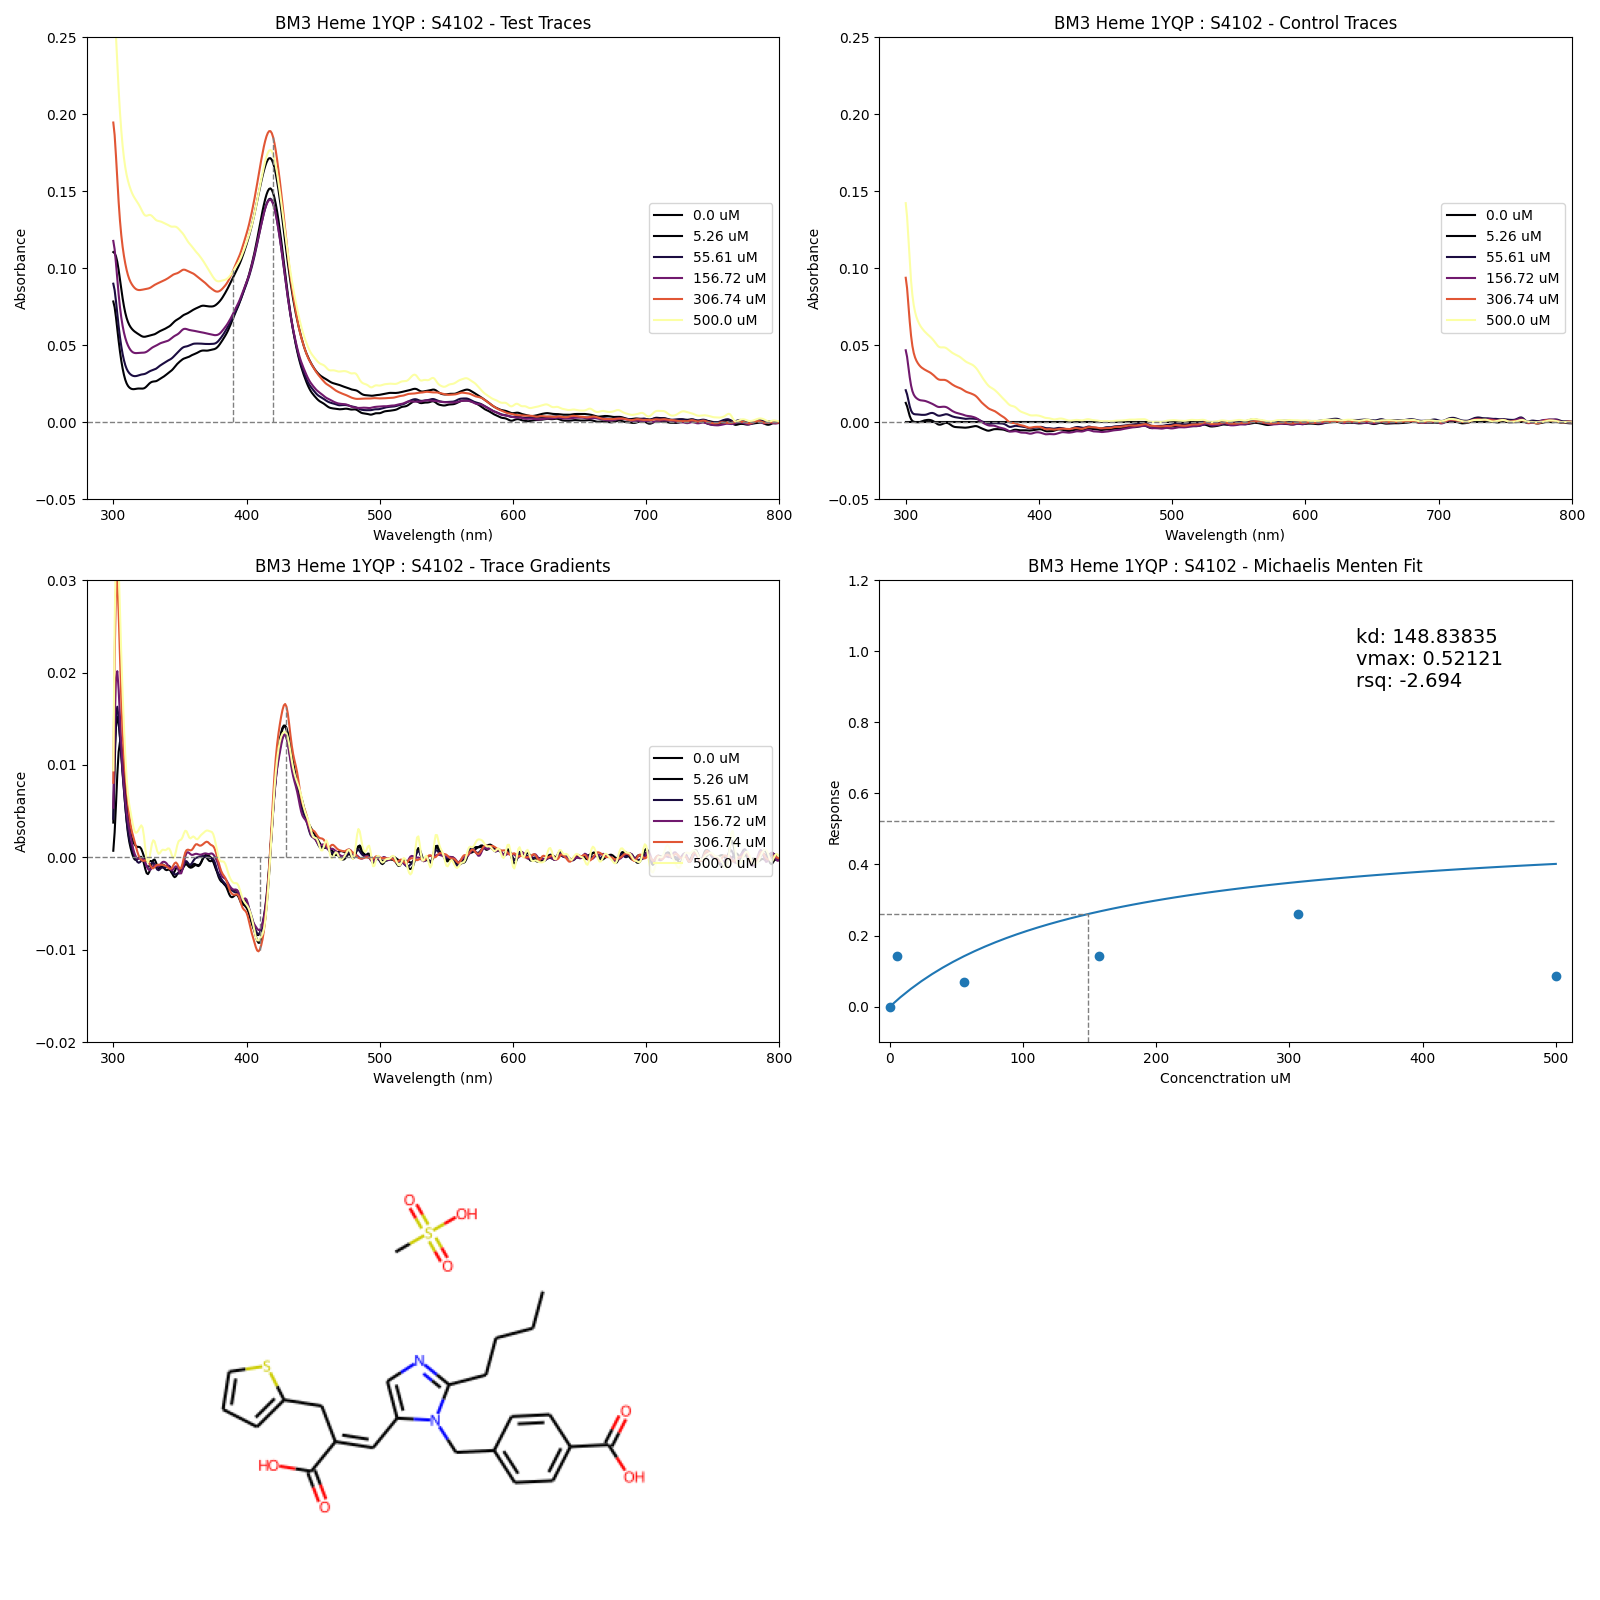 BM3 Heme 1YQP : S4102 - Test Traces
0.25
0.20
0.15
0.10
0.05
0.00
−0.05
Absorbance
300 400 500 600 700 800
Wavelength (nm)
0.0 uM
5.26 uM
55.61 uM
156.72 uM
306.74 uM
500.0 uM
BM3 Heme 1YQP : S4102 - Control Traces
0.25
0.20
0.15
0.10
0.05
0.00
−0.05
Absorbance
300 400 500 600 700 800
Wavelength (nm)
0.0 uM
5.26 uM
55.61 uM
156.72 uM
306.74 uM
500.0 uM
BM3 Heme 1YQP : S4102 - Trace Gradients
0.03
0.02
0.01
0.00
−0.01
−0.02
Absorbance
300 400 500 600 700 800
Wavelength (nm)
0.0 uM
5.26 uM
55.61 uM
156.72 uM
306.74 uM
500.0 uM
BM3 Heme 1YQP : S4102 - Michaelis Menten Fit
1.2
1.0
0.8
0.6
0.4
0.2
0.0
Response
kd: 148.83835
vmax: 0.52121
rsq: -2.694
0 100 200 300 400 500
Concenctration uM
O
OH
S
O
N
S
N
O
HO
OH
O